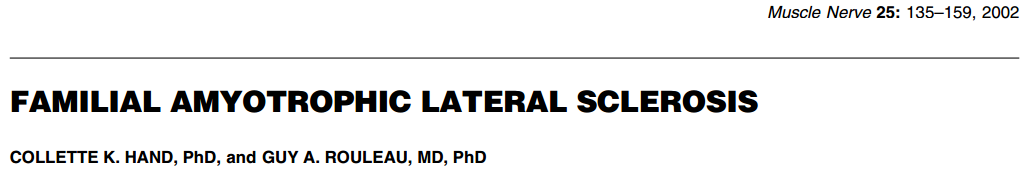 Muscle Nerve 25: 135–159, 2002
FAMILIAL AMYOTROPHIC LATERAL SCLEROSIS
COLLETTE K. HAND, PhD, and GUY A. ROULEAU, MD, PhD